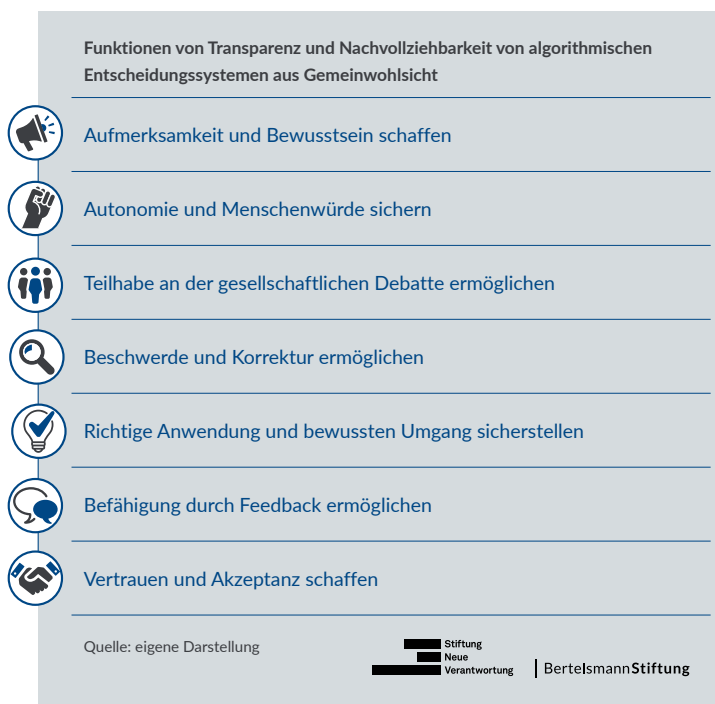 Funktionen von Transparenz und Nachvollziehbarkeit von algorithmischen
Entscheidungssystemen aus Gemeinwohlsicht
Aufmerksamkeit und Bewusstsein schaffen
Autonomie und Menschenwürde sichern
Teilhabe an der gesellschaftlichen Debatte ermöglichen
Beschwerde und Korrektur ermöglichen
Richtige Anwendung und bewussten Umgang sicherstellen
Befähigung durch Feedback ermöglichen
Vertrauen und Akzeptanz schaffen
Quelle: eigene Darstellung
Stiftung
Neue
Verantwortung
BertelsmannStiftung